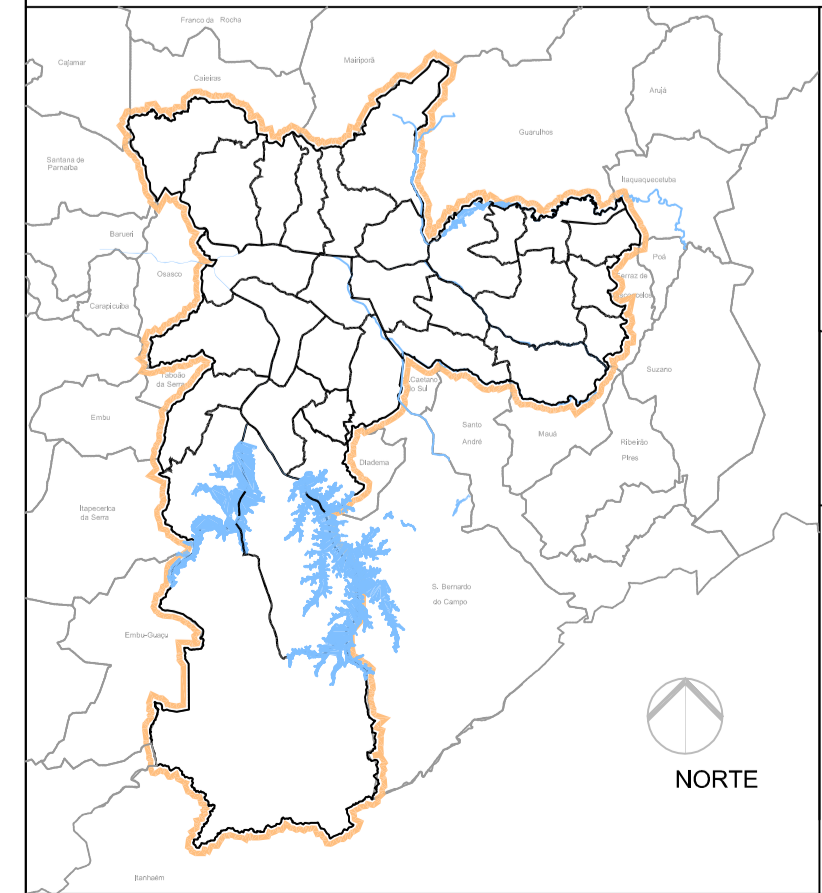 Franco da Rocha
Mairiporã
Cajamar
Caieiras
Arujá
Guarulhos
Santana de
Parnaíba
Itaquaquecetuba
Barueri
Osasco
Poá
Ferraz de
Carapicuíba
Suzano
Taboão
da Serra
Caetano
do Sul
Embu
Santo
André
Mauá
Ribeirão
Pires
Diadema
Itapecerica
da Serra
S. Bernardo
do Campo
Embu-Guaçu
NORTE
Itanhaém